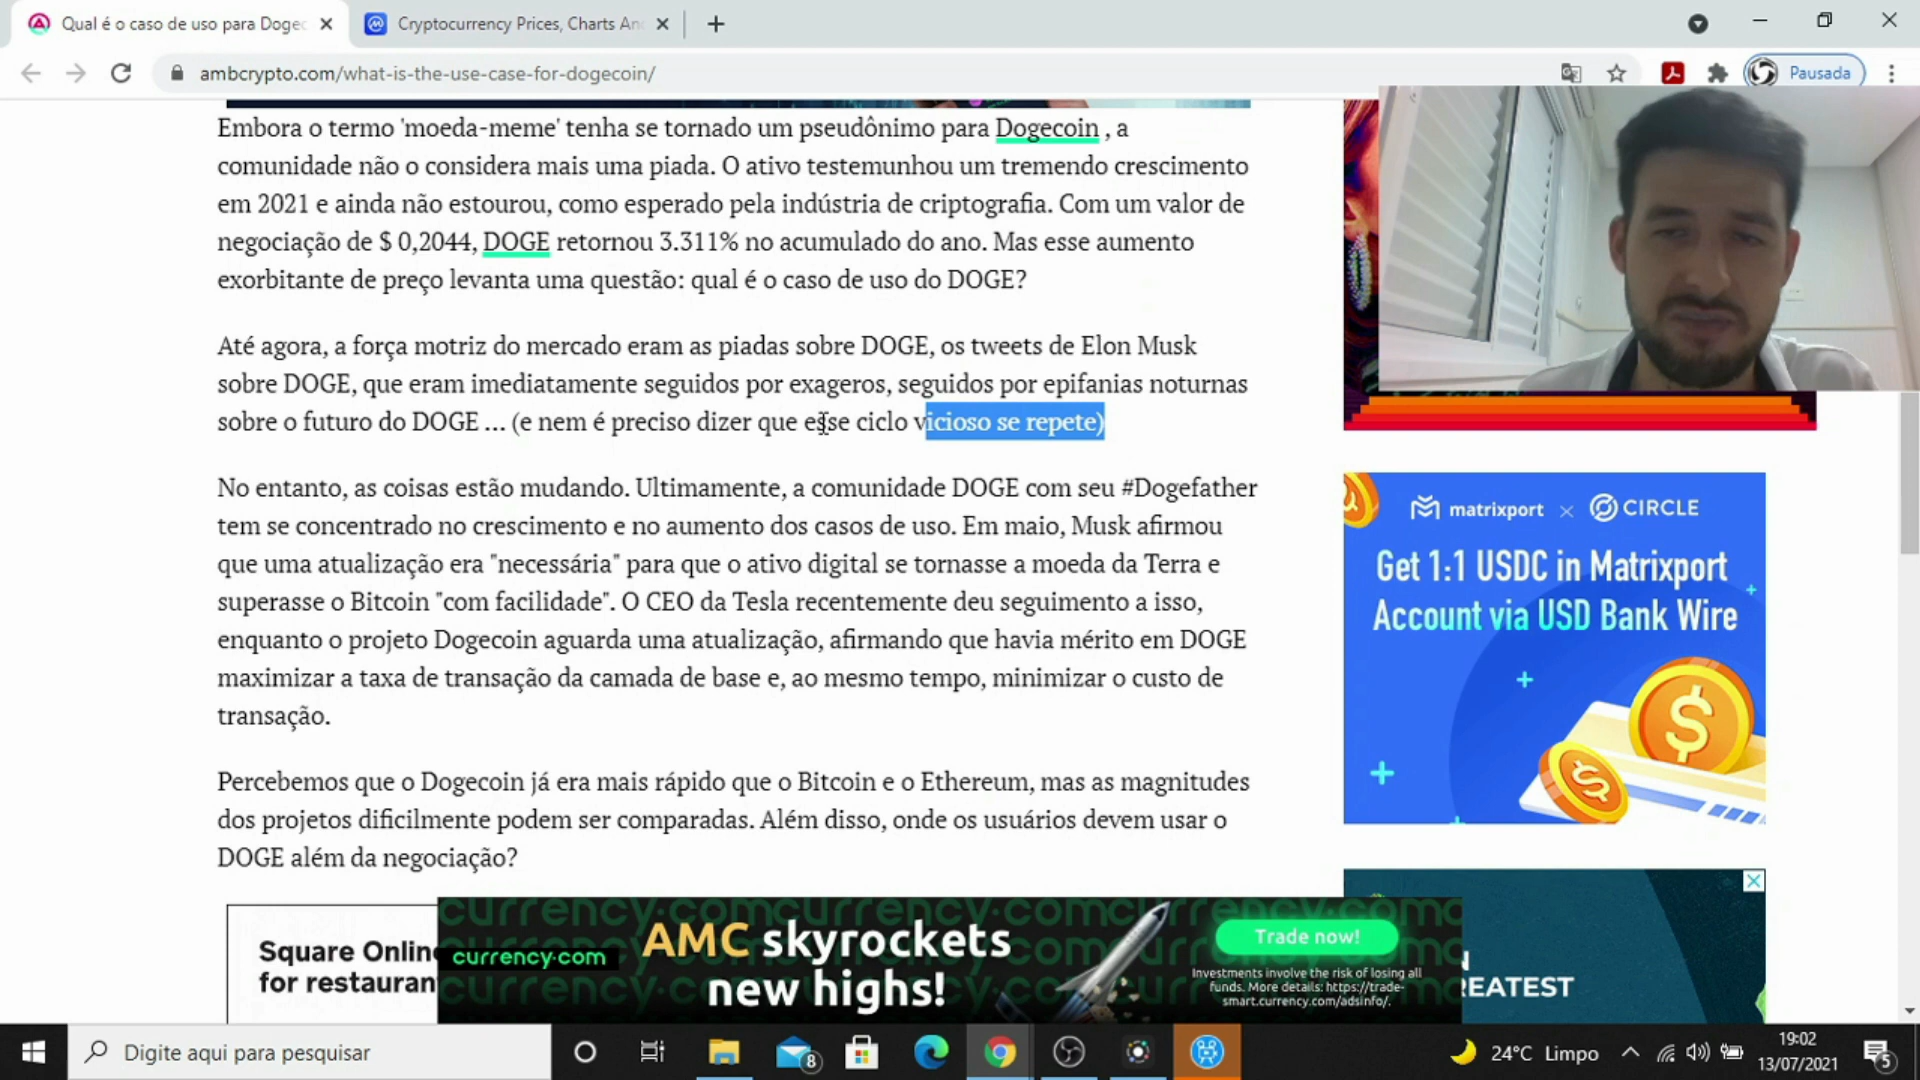 Qual é o caso de uso para Dogec
Cryptocurrency Prices, Charts An
ambcrypto.com/what-is-the-use-case-for-dogecoin/
Pausada
Embora o termo 'moeda-meme' tenha se tornado um pseudônimo para Dogecoin , a
comunidade não o considera mais uma piada. O ativo testemunhou um tremendo crescimento
em 2021 e ainda não estourou, como esperado pela indústria de criptografia. Com um valor de
negociação de $ 0,2044, DOGE retornou 3.311% no acumulado do ano. Mas esse aumento
exorbitante de preço levanta uma questão: qual é o caso de uso do DOGE?
Até agora, a força motriz do mercado eram as piadas sobre DOGE, os tweets de Elon Musk
sobre DOGE, que eram imediatamente seguidos por exageros, seguidos por epifanias noturnas
sobre o futuro do DOGE ... (e nem é preciso dizer que esse ciclo vicioso se repete)
No entanto, as coisas estão mudando. Ultimamente, a comunidade DOGE com seu #Dogefather
tem se concentrado no crescimento e no aumento dos casos de uso. Em maio, Musk afirmou
que uma atualização era "necessária" para que o ativo digital se tornasse a moeda da Terra e
superasse o Bitcoin "com facilidade". O CEO da Tesla recentemente deu seguimento a isso,
enquanto o projeto Dogecoin aguarda uma atualização, afirmando que havia mérito em DOGE
maximizar a taxa de transação da camada de base e, ao mesmo tempo, minimizar o custo de
transação.
Percebemos que o Dogecoin já era mais rápido que o Bitcoin e o Ethereum, mas as magnitudes
dos projetos dificilmente podem ser comparadas. Além disso, onde os usuários devem usar o
DOGE além da negociação?
matrixport × CIRCLE
Get 1:1 USDC in Matrixport
Account via USD Bank Wire
Square Online
for restauran
currency.com
AMC skyrockets
new highs!
Trade now!
Investments involve the risk of losing all
funds. More details: https://trade-
smart.currency.com/adsinfo/.
REATEST
Digite aqui para pesquisar
8
24°C Limpo
19:02
13/07/2021
5